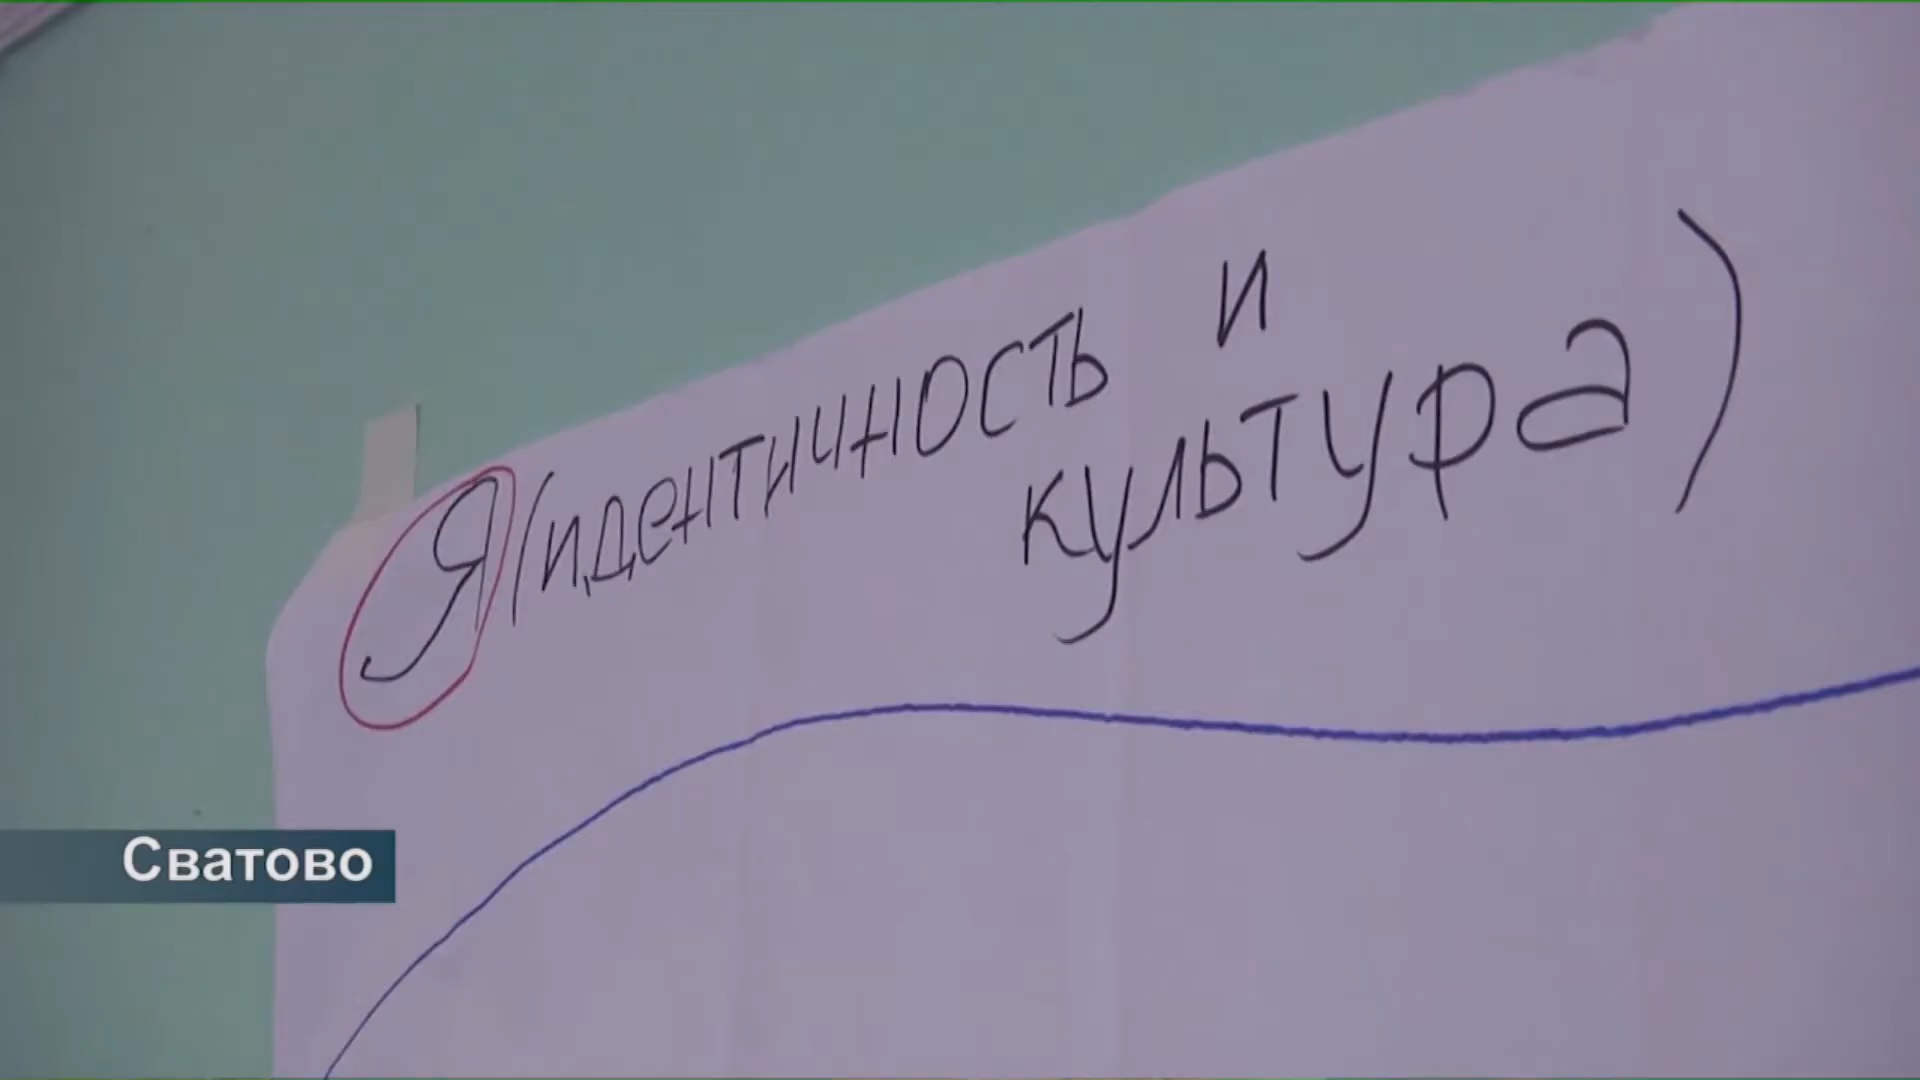 Я (идентичность и
культура)
Сватово